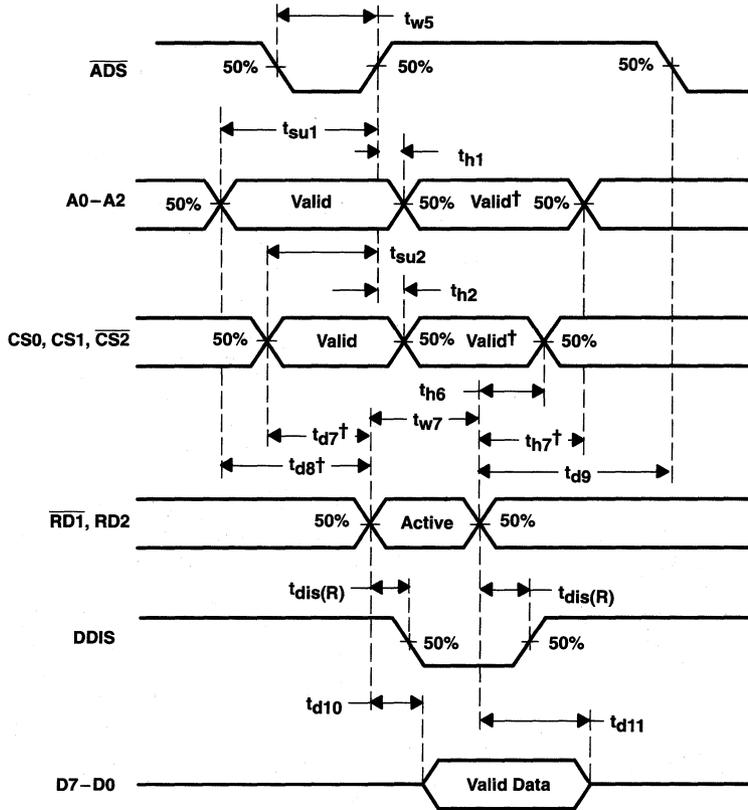 tw5
ADS 50% 50% 50%
tsu1
th1
A0–A2 50% Valid 50% Valid† 50%
tsu2
th2
CS0, CS1, CS2 50% Valid 50% Valid† 50%
th6
tw7
td7† th7†
td8† td9
RD1, RD2 50% Active 50%
tdis(R) tdis(R)
DDIS 50% 50%
td10
td11
D7–D0 Valid Data